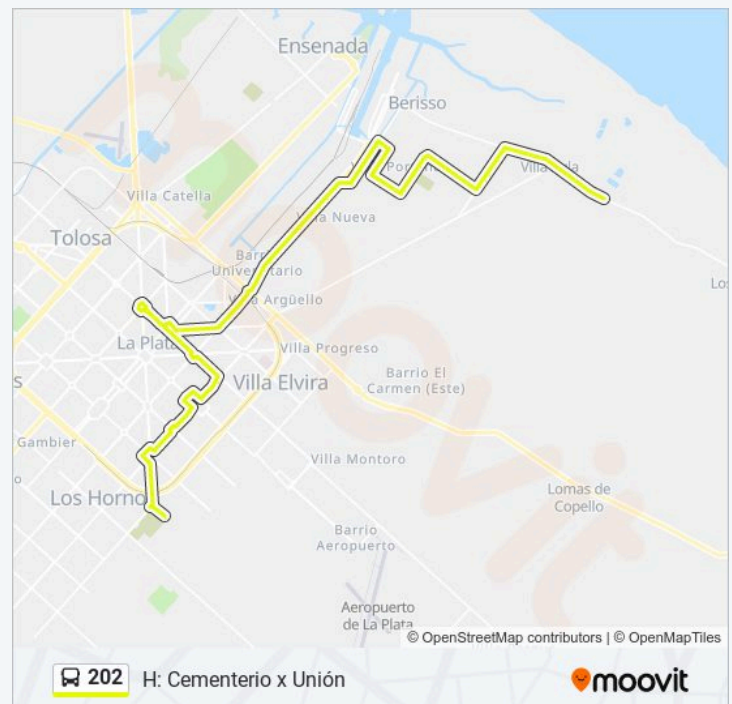 Ensenada
Berisso
Villa Catella
Villa Nueva
Tolosa
Universitario
Villa Argüello
La Plata
Villa Progreso
Villa Elvira
Barrio El
Carmen (Este)
Gambier
Villa Montoro
Los Horno
Lomas de
Copello
Barrio
Aeropuerto
Aeropuerto
de La Plata
© OpenStreetMap contributors | © OpenMapTiles
202 H: Cementerio x Unión
moovit